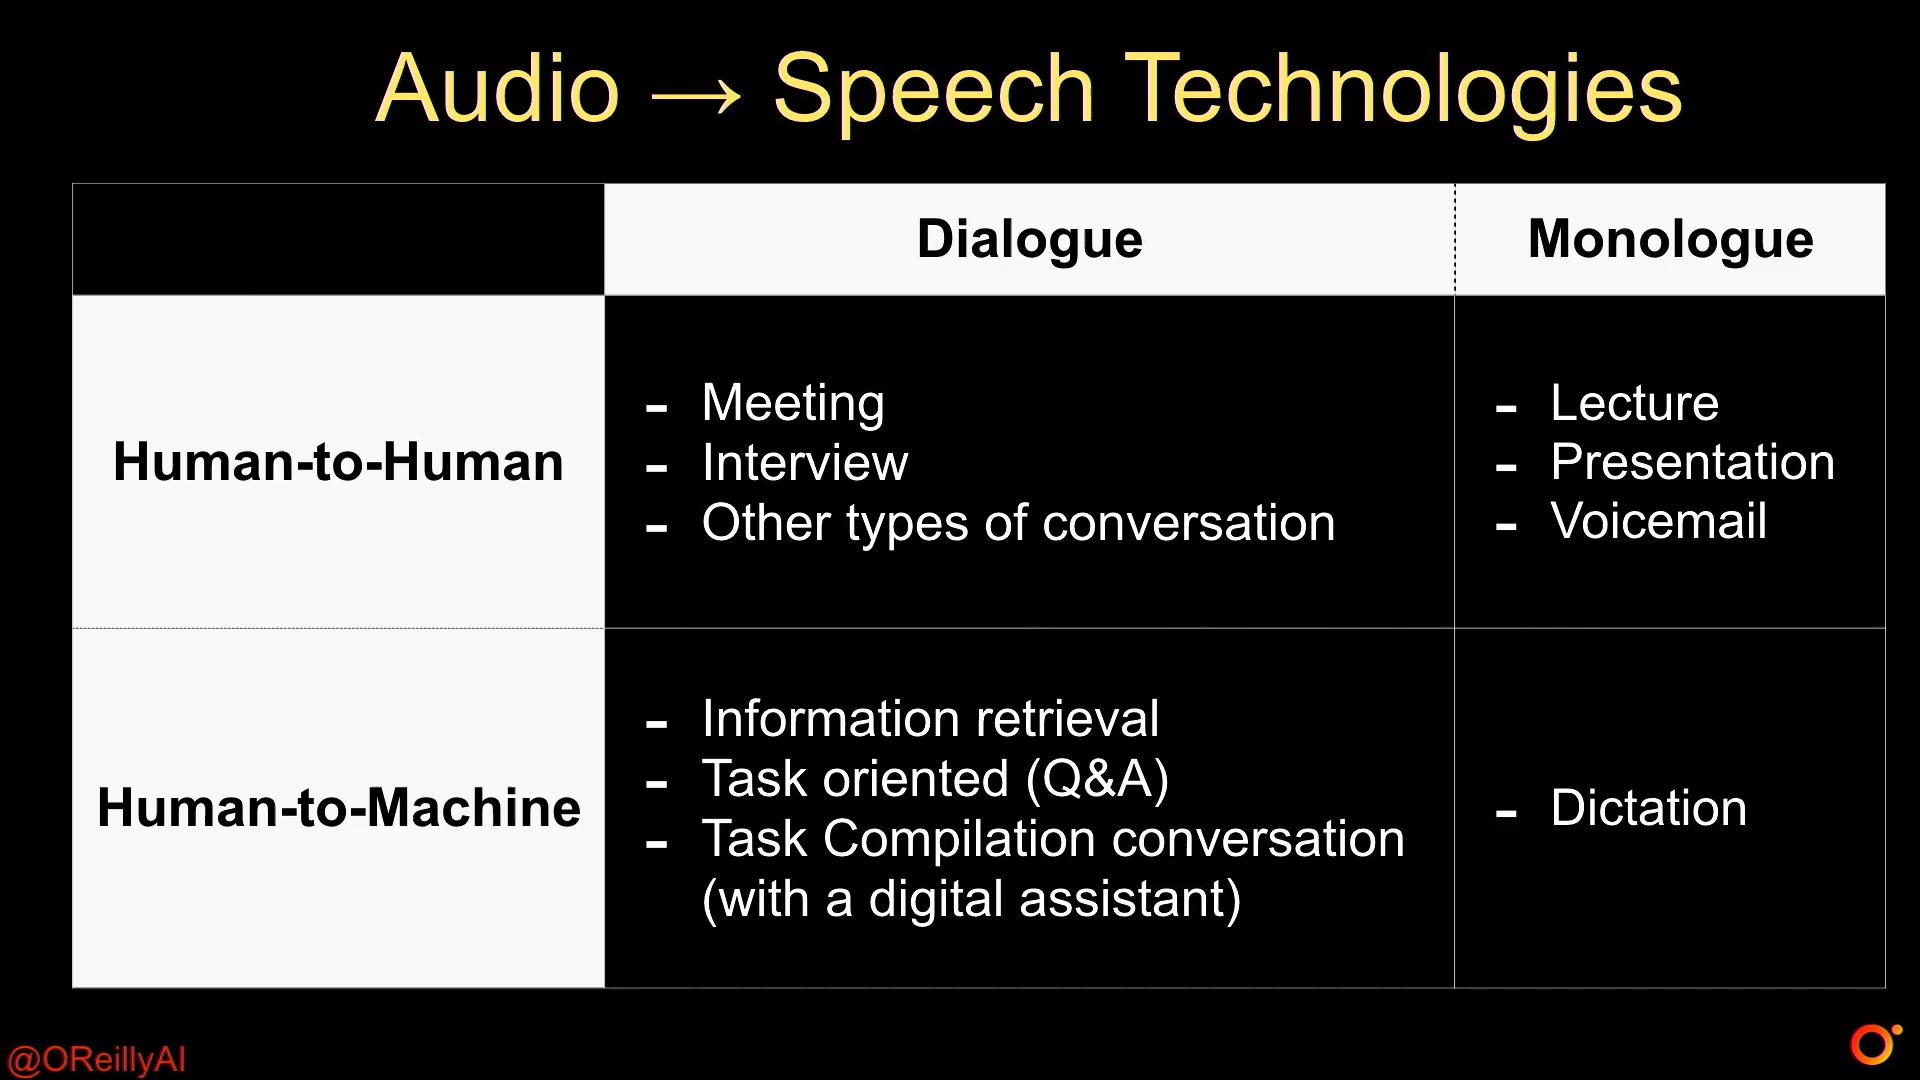 Audio → Speech Technologies
Dialogue
Monologue
Human-to-Human
- Meeting
- Interview
- Other types of conversation
- Lecture
- Presentation
- Voicemail
Human-to-Machine
- Information retrieval
- Task oriented (Q&A)
- Task Compilation conversation
(with a digital assistant)
- Dictation
@OReillyAI